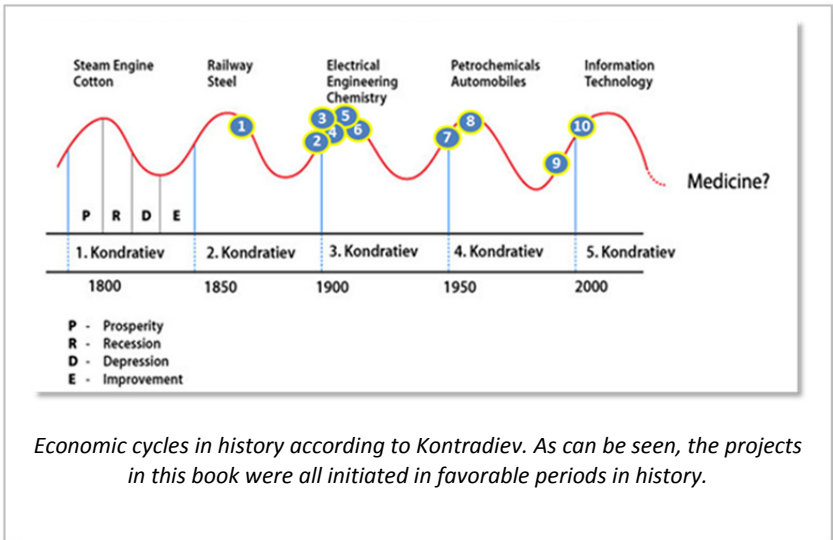 Steam Engine
Cotton
Railway
Steel
Electrical
Engineering
Chemistry
Petrochemicals
Automobiles
Information
Technology
1
2
3
4
5
6
7
8
9
10
Medicine?
P R D E
1. Kondratiev 2. Kondratiev 3. Kondratiev 4. Kondratiev 5. Kondratiev
1800 1850 1900 1950 2000
P - Prosperity
R - Recession
D - Depression
E - Improvement
Economic cycles in history according to Kontradiev. As can be seen, the projects
in this book were all initiated in favorable periods in history.